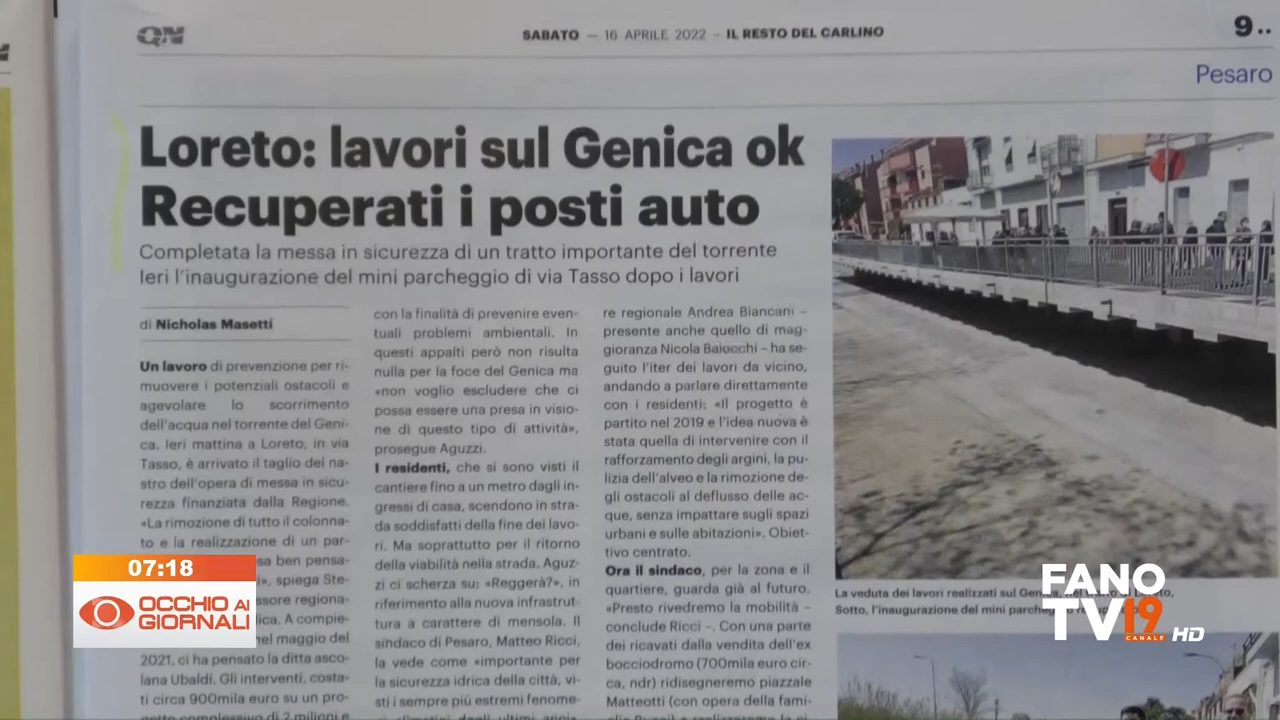 QN
SABATO — 16 APRILE 2022 – IL RESTO DEL CARLINO
9..
Pesaro
Loreto: lavori sul Genica ok
Recuperati i posti auto
Completata la messa in sicurezza di un tratto importante del torrente
Ieri l'inaugurazione del mini parcheggio di via Tasso dopo i lavori
di Nicholas Masetti
Un lavoro di prevenzione per ri-
muovere i potenziali ostacoli e
agevolare lo scorrimento
dell'acqua nel torrente del Geni-
ca. Ieri mattina a Loreto, in via
Tasso, è arrivato il taglio del na-
stro dell'opera di messa in sicu-
rezza finanziata dalla Regione.
«La rimozione di tutto il colonna-
to e la realizzazione di un par-
sa ben pensa-
spiega Ste-
ssore regiona-
lica. A compie-
nel maggio del
2021, ci ha pensato la ditta asco-
lana Ubaldi. Gli interventi, costa-
ti circa 900mila euro su un pro-
getto complessivo di 2 milioni e
con la finalità di prevenire even-
tuali problemi ambientali. In
questi appalti però non risulta
nulla per la foce del Genica ma
«non voglio escludere che ci
possa essere una presa in visio-
ne di questo tipo di attività»,
prosegue Aguzzi.
I residenti, che si sono visti il
cantiere fino a un metro dagli in-
gressi di casa, scendono in stra-
da soddisfatti della fine dei lavo-
ri. Ma soprattutto per il ritorno
della viabilità nella strada. Aguz-
zi ci scherza su: «Reggerà?», in
riferimento alla nuova infrastrut-
tura a carattere di mensola. Il
sindaco di Pesaro, Matteo Ricci,
la vede come «importante per
la sicurezza idrica della città, vi-
sti i sempre più estremi fenome-
re regionale Andrea Biancani –
presente anche quello di mag-
gioranza Nicola Baiocchi – ha se-
guito l'iter dei lavori da vicino,
andando a parlare direttamente
con i residenti: «Il progetto è
partito nel 2019 e l'idea nuova è
stata quella di intervenire con il
rafforzamento degli argini, la pu-
lizia dell'alveo e la rimozione de-
gli ostacoli al deflusso delle ac-
que, senza impattare sugli spazi
urbani e sulle abitazioni». Obiet-
tivo centrato.
Ora il sindaco, per la zona e il
quartiere, guarda già al futuro.
«Presto rivedremo la mobilità –
conclude Ricci –. Con una parte
dei ricavati dalla vendita dell'ex
bocciodromo (700mila euro cir-
ca, ndr) ridisegneremo piazzale
Matteotti (con opera della fami-
La veduta dei lavori realizzati sul Genica, nel tratto di Loreto.
Sotto, l'inaugurazione del mini parcheggio
07:18
OCCHIO AI
GIORNALI
FANO
TV19
CANALE HD